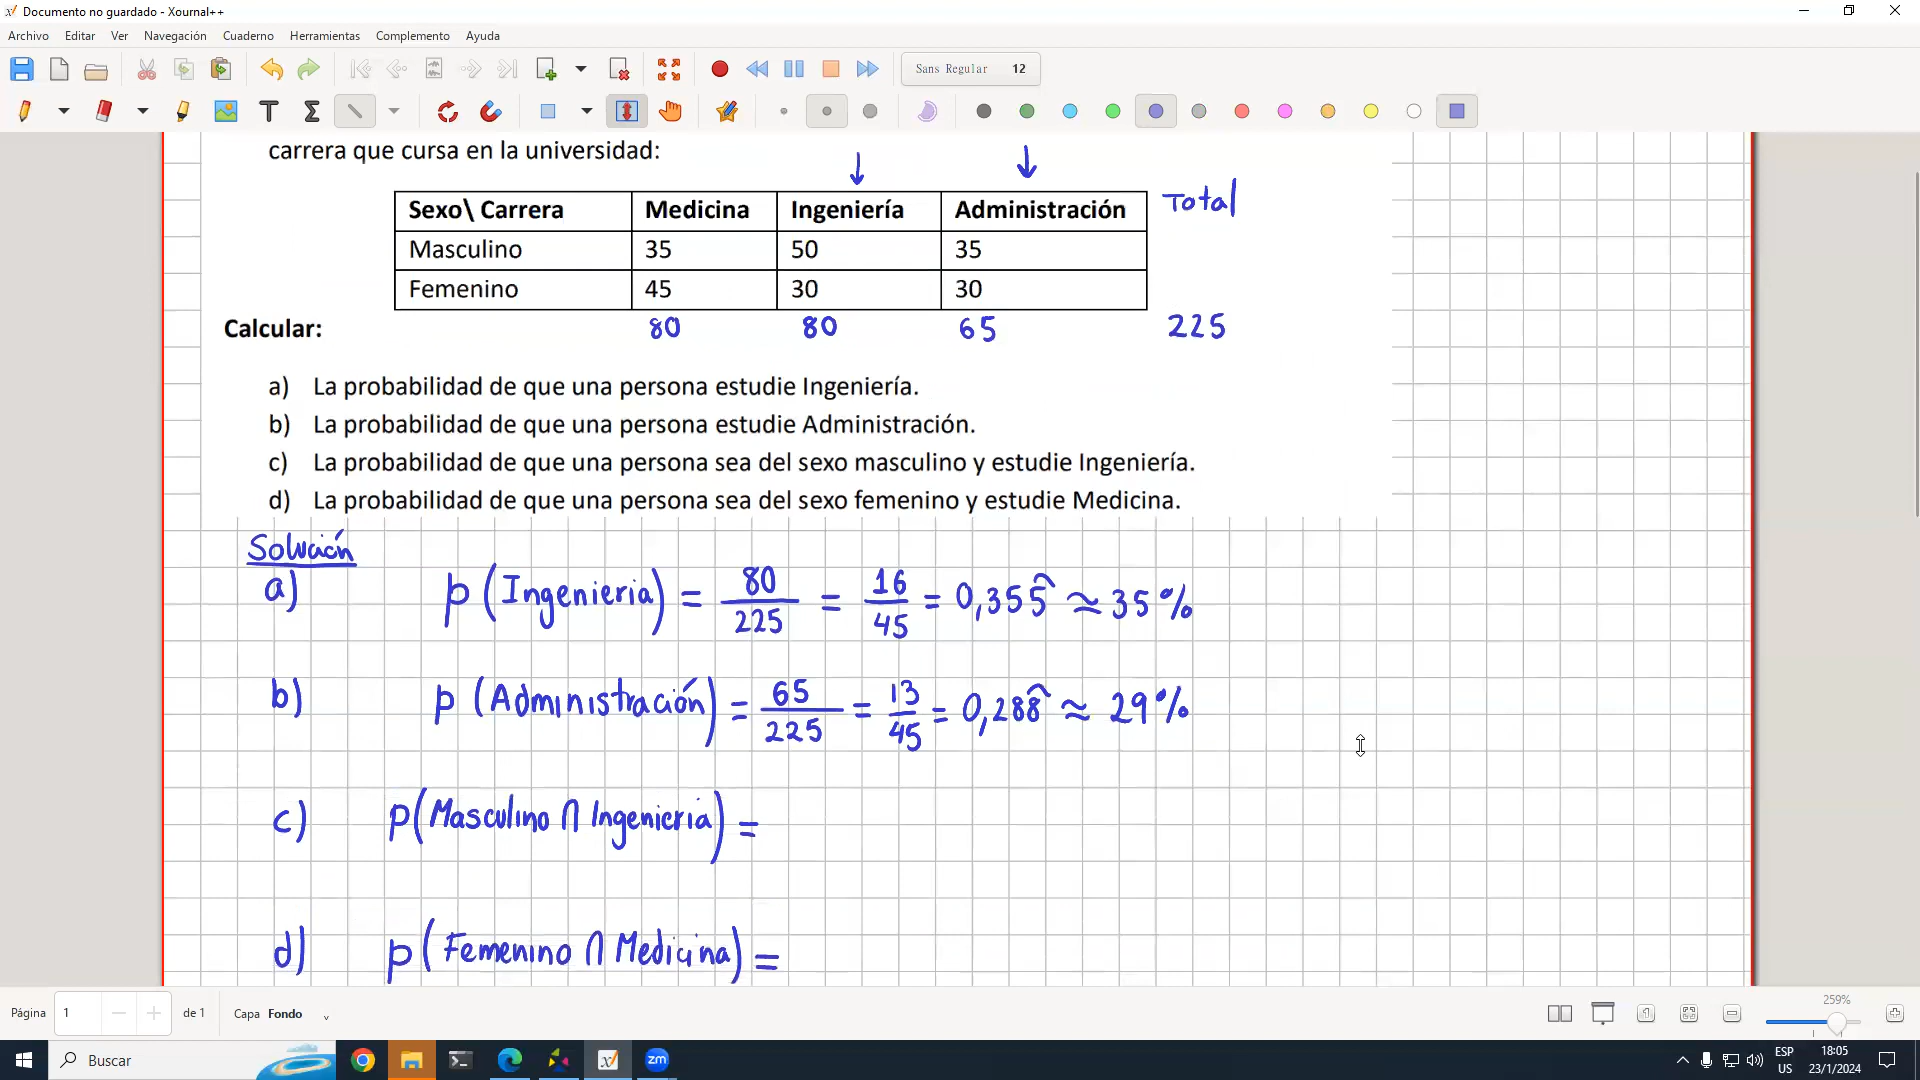 Documento no guardado - Xournal++
Archivo Editar Ver Navegación Cuaderno Herramientas Complemento Ayuda
Sans Regular 12
carrera que cursa en la universidad:
Sexo\ Carrera Medicina Ingeniería Administración Total
Masculino 35 50 35
Femenino 45 30 30
Calcular: 80 80 65 225
a) La probabilidad de que una persona estudie Ingeniería.
b) La probabilidad de que una persona estudie Administración.
c) La probabilidad de que una persona sea del sexo masculino y estudie Ingeniería.
d) La probabilidad de que una persona sea del sexo femenino y estudie Medicina.
Solución
a) p (Ingenieria) = 80/225 = 16/45 = 0,355̂ ≈ 35%
b) p (Administración) = 65/225 = 13/45 = 0,288̂ ≈ 29%
c) p(Masculino ∩ Ingenieria) =
d) p(Femenino ∩ Medicina) =
Página 1 de 1 Capa Fondo 259%
Buscar zm ESP US 18:05 23/1/2024